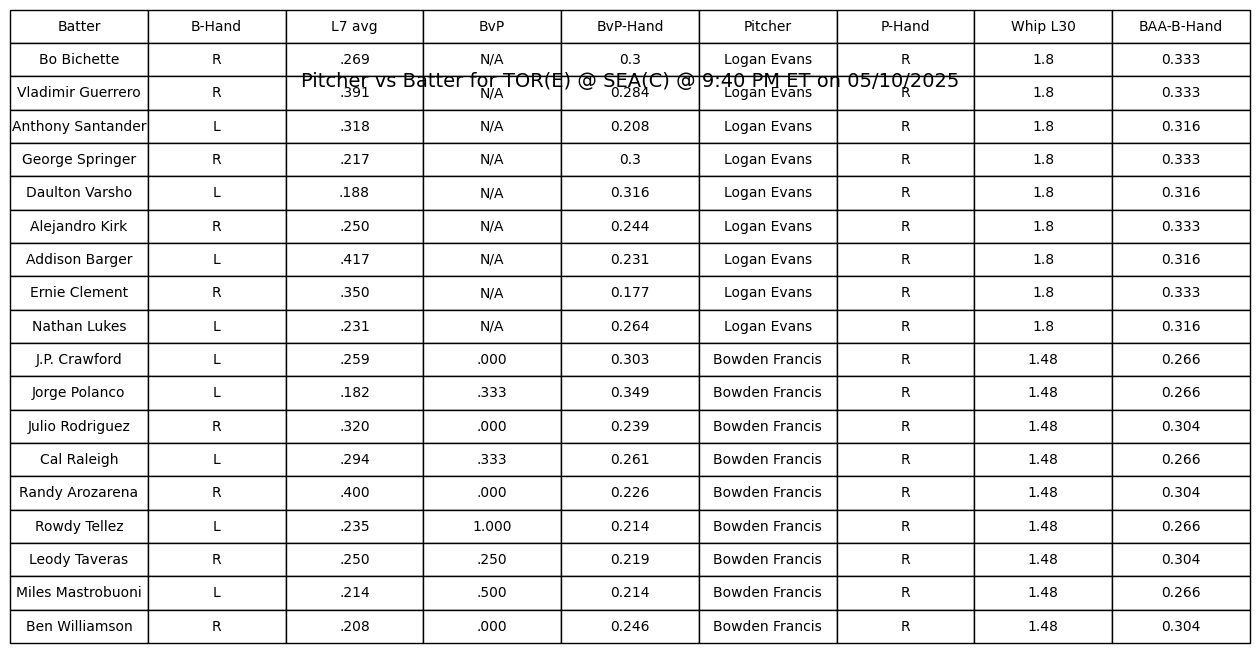 Batter B-Hand L7 avg BvP BvP-Hand Pitcher P-Hand Whip L30 BAA-B-Hand
Bo Bichette R .269 N/A 0.3 Logan Evans R 1.8 0.333
Pitcher vs Batter for TOR(E) @ SEA(C) @ 9:40 PM ET on 05/10/2025
Vladimir Guerrero R .391 N/A 0.284 Logan Evans R 1.8 0.333
Anthony Santander L .318 N/A 0.208 Logan Evans R 1.8 0.316
George Springer R .217 N/A 0.3 Logan Evans R 1.8 0.333
Daulton Varsho L .188 N/A 0.316 Logan Evans R 1.8 0.316
Alejandro Kirk R .250 N/A 0.244 Logan Evans R 1.8 0.333
Addison Barger L .417 N/A 0.231 Logan Evans R 1.8 0.316
Ernie Clement R .350 N/A 0.177 Logan Evans R 1.8 0.333
Nathan Lukes L .231 N/A 0.264 Logan Evans R 1.8 0.316
J.P. Crawford L .259 .000 0.303 Bowden Francis R 1.48 0.266
Jorge Polanco L .182 .333 0.349 Bowden Francis R 1.48 0.266
Julio Rodriguez R .320 .000 0.239 Bowden Francis R 1.48 0.304
Cal Raleigh L .294 .333 0.261 Bowden Francis R 1.48 0.266
Randy Arozarena R .400 .000 0.226 Bowden Francis R 1.48 0.304
Rowdy Tellez L .235 1.000 0.214 Bowden Francis R 1.48 0.266
Leody Taveras R .250 .250 0.219 Bowden Francis R 1.48 0.304
Miles Mastrobuoni L .214 .500 0.214 Bowden Francis R 1.48 0.266
Ben Williamson R .208 .000 0.246 Bowden Francis R 1.48 0.304